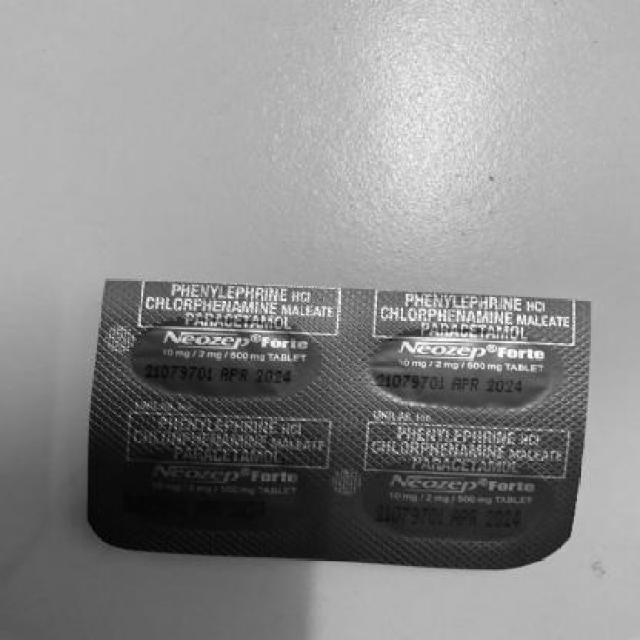 PHENYLEPHRINE HCl
CHLORPHENAMINE MALEATE
PARACETAMOL
Neozep® Forte
10 mg / 2 mg / 500 mg TABLET
21079701 APR 2024
PHENYLEPHRINE HCl
CHLORPHENAMINE MALEATE
PARACETAMOL
Neozep® Forte
10 mg / 2 mg / 500 mg TABLET
21079701 APR 2024
PHENYLEPHRINE HCl
CHLORPHENAMINE MALEATE
PARACETAMOL
Neozep® Forte
10 mg / 2 mg / 500 mg TABLET
UNILAB, Inc.
PHENYLEPHRINE HCl
CHLORPHENAMINE MALEATE
PARACETAMOL
Neozep® Forte
10 mg / 2 mg / 500 mg TABLET
21079701 APR 2024